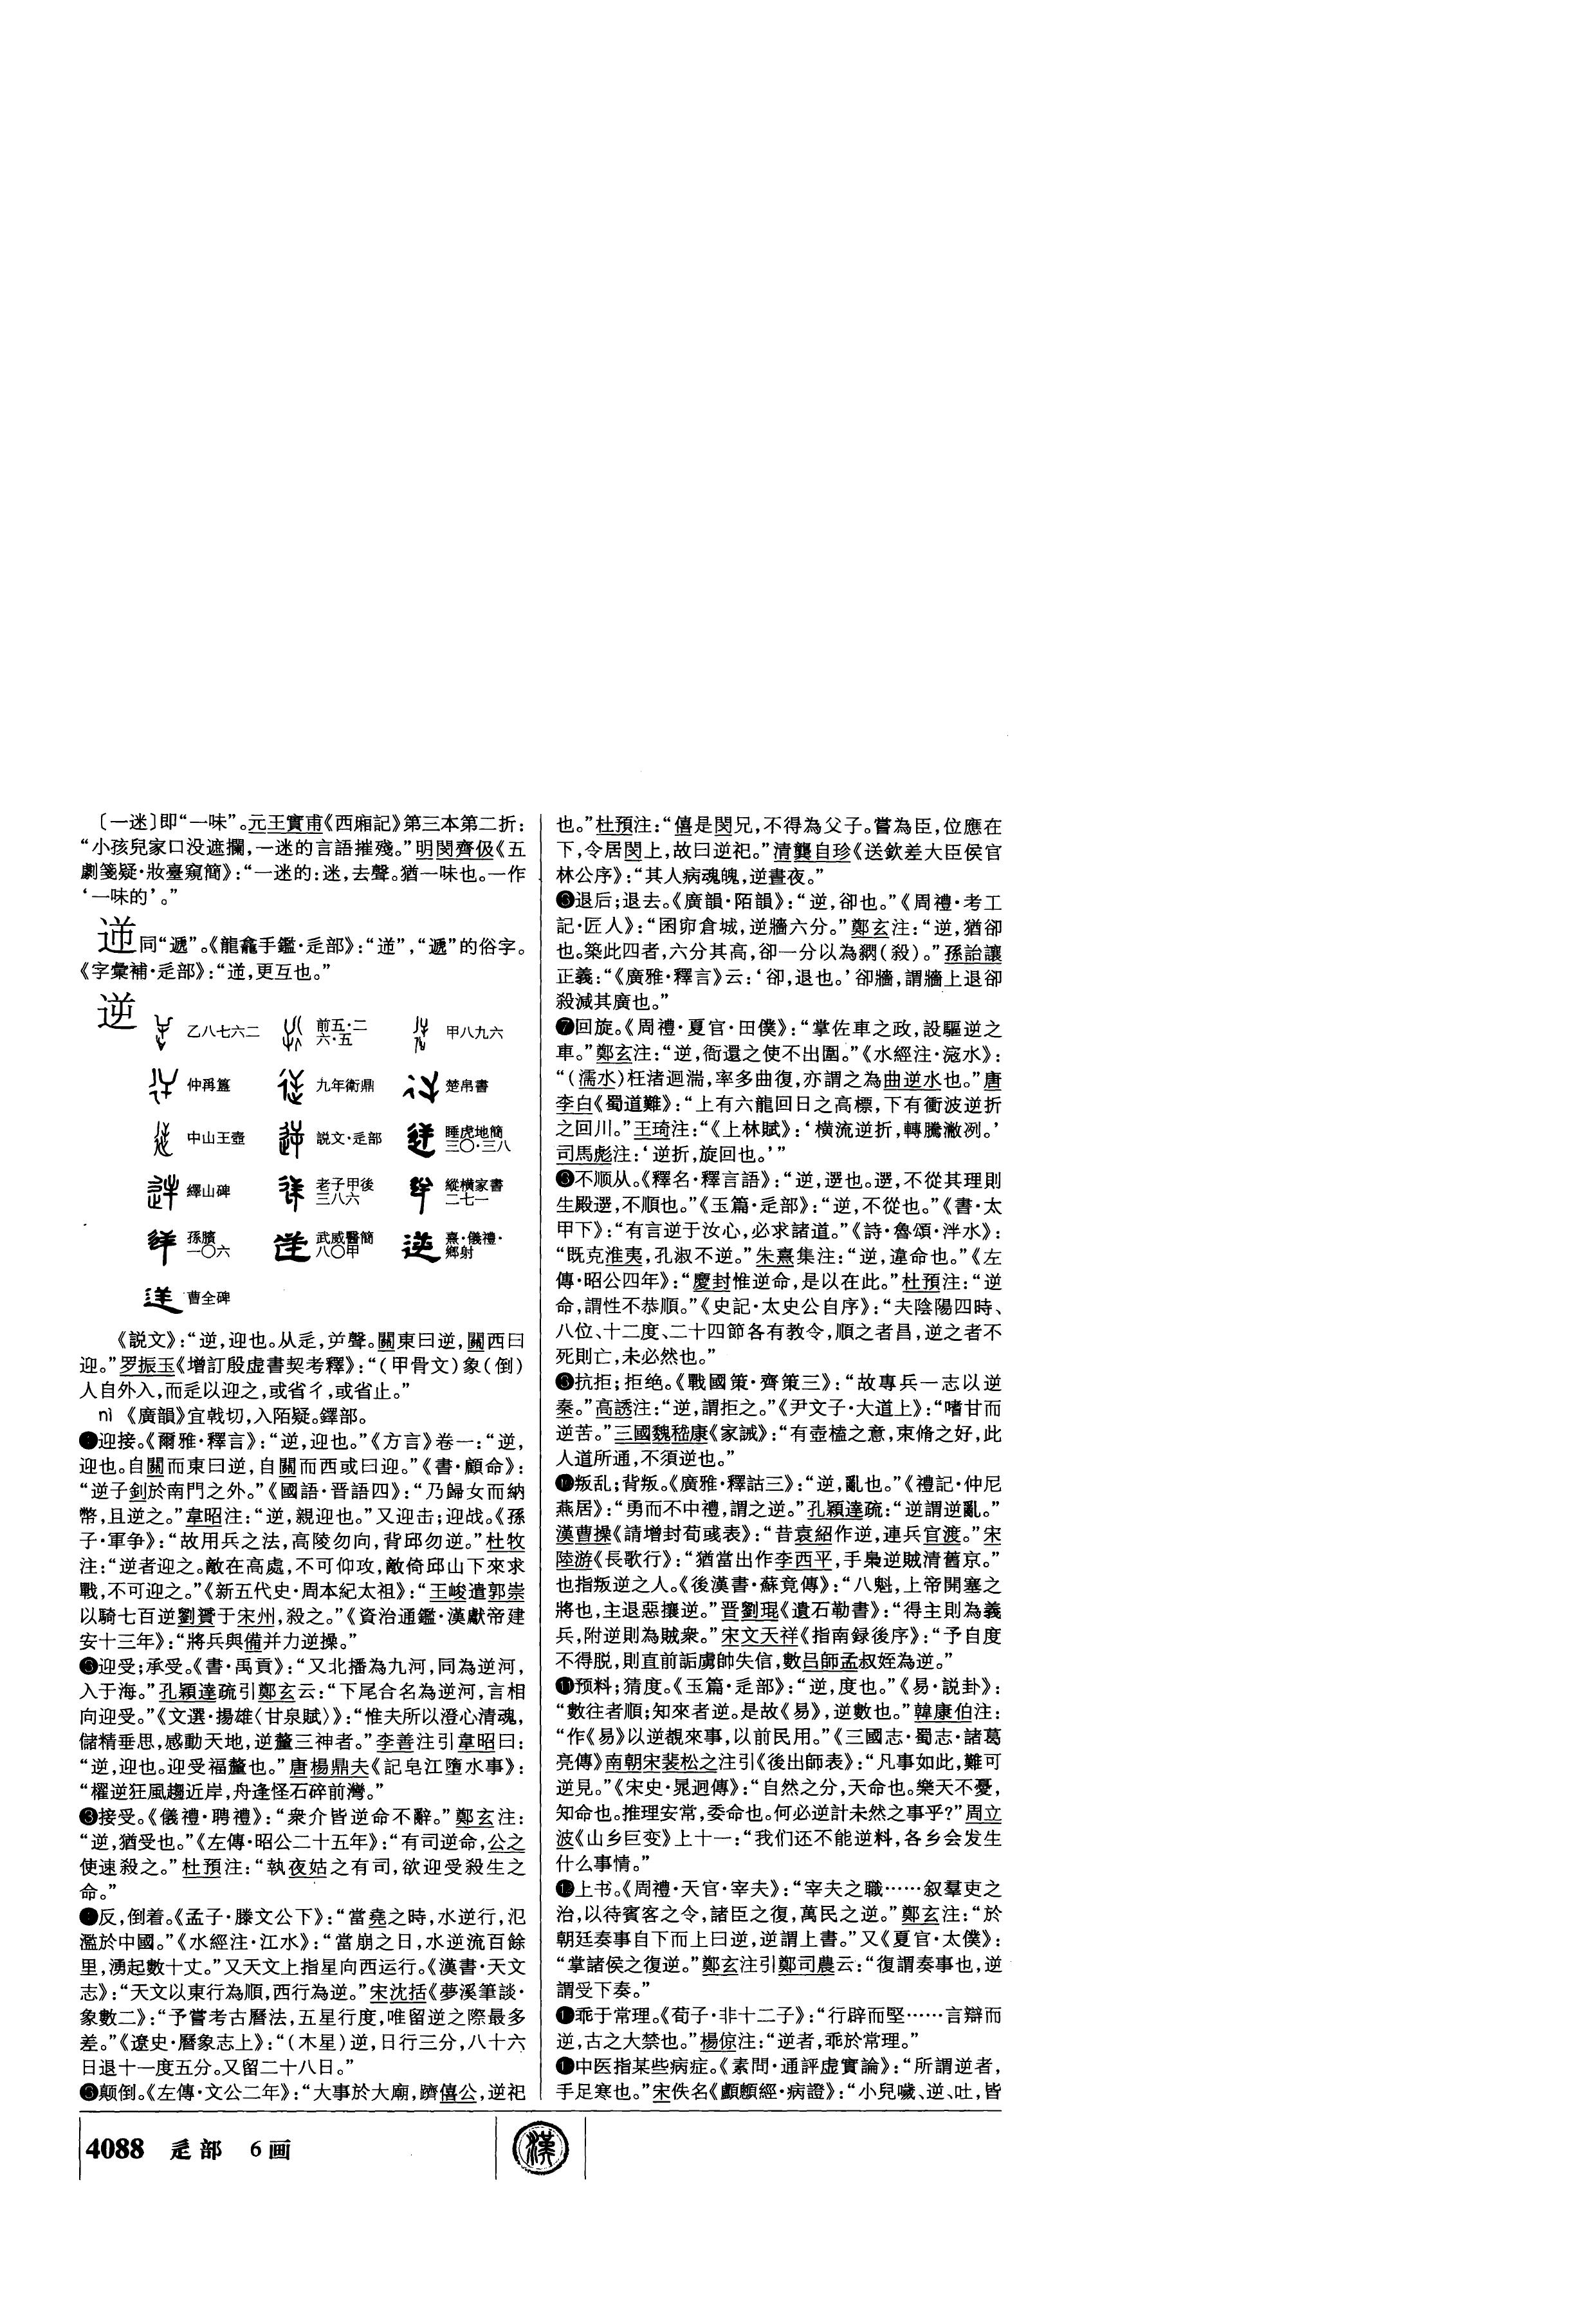 〔一迷〕即“一味”。元王實甫《西廂記》第三本第二折：
“小孩兒家口没遮攔，一迷的言語摧殘。”明閔齊伋《五
劇箋疑·妝臺窺簡》：“一迷的：迷，去聲。猶一味也。一作
‘一味的’。”
同“遞”。《龍龕手鑑·辵部》：“递”，“遞”的俗字。
《字彙補·辵部》：“递，更互也。”
逆
乙八七六二 前五·二六·五 甲八九六
仲爯簋 九年衛鼎 楚帛書
中山王壺 説文·辵部 睡虎地簡三〇·三八
繹山碑 老子甲後三八六 縱横家書二七一
孫臏一〇六 武威醫簡八〇甲 熹·儀禮·鄉射
曹全碑
《説文》：“逆，迎也。从辵，屰聲。關東曰逆，關西曰
迎。”罗振玉《增訂殷虚書契考釋》：“（甲骨文）象（倒）
人自外入，而辵以迎之，或省彳，或省止。”
nì 《廣韻》宜戟切，入陌疑。鐸部。
迎接。《爾雅·釋言》：“逆，迎也。”《方言》卷一：“逆，
迎也。自關而東曰逆，自關而西或曰迎。”《書·顧命》：
“逆子釗於南門之外。”《國語·晋語四》：“乃歸女而納
幣，且逆之。”韋昭注：“逆，親迎也。”又迎击；迎战。《孫
子·軍争》：“故用兵之法，高陵勿向，背邱勿逆。”杜牧
注：“逆者迎之。敵在高處，不可仰攻，敵倚邱山下來求
戰，不可迎之。”《新五代史·周本紀太祖》：“王峻遣郭崇
以騎七百逆劉贇于宋州，殺之。”《資治通鑑·漢獻帝建
安十三年》：“將兵與備并力逆操。”
迎受；承受。《書·禹貢》：“又北播為九河，同為逆河，
入于海。”孔穎達疏引鄭玄云：“下尾合名為逆河，言相
向迎受。”《文選·揚雄〈甘泉賦〉》：“惟夫所以澄心清魂，
儲精垂思，感動天地，逆釐三神者。”李善注引韋昭曰：
“逆，迎也。迎受福釐也。”唐楊鼎夫《記皂江墮水事》：
“櫂逆狂風趨近岸，舟逢怪石碎前灣。”
❸接受。《儀禮·聘禮》：“衆介皆逆命不辭。”鄭玄注：
“逆，猶受也。”《左傳·昭公二十五年》：“有司逆命，公之
使速殺之。”杜預注：“執夜姑之有司，欲迎受殺生之
命。”
反，倒着。《孟子·滕文公下》：“當堯之時，水逆行，氾
濫於中國。”《水經注·江水》：“當崩之日，水逆流百餘
里，湧起數十丈。”又天文上指星向西运行。《漢書·天文
志》：“天文以東行為順，西行為逆。”宋沈括《夢溪筆談·
象數二》：“予嘗考古曆法，五星行度，唯留逆之際最多
差。”《遼史·曆象志上》：“（木星）逆，日行三分，八十六
日退十一度五分。又留二十八日。”
颠倒。《左傳·文公二年》：“大事於大廟，躋僖公，逆祀
也。”杜預注：“僖是閔兄，不得為父子。嘗為臣，位應在
下，令居閔上，故曰逆祀。”清龔自珍《送欽差大臣侯官
林公序》：“其人病魂魄，逆晝夜。”
退后；退去。《廣韻·陌韻》：“逆，卻也。”《周禮·考工
記·匠人》：“囷窌倉城，逆牆六分。”鄭玄注：“逆，猶卻
也。築此四者，六分其高，卻一分以為網（殺）。”孫詒讓
正義：“《廣雅·釋言》云：‘卻，退也。’卻牆，謂牆上退卻
殺減其廣也。”
❼回旋。《周禮·夏官·田僕》：“掌佐車之政，設驅逆之
車。”鄭玄注：“逆，衙還之使不出圍。”《水經注·滱水》：
“（濡水）枉渚迴湍，率多曲復，亦謂之為曲逆水也。”唐
李白《蜀道難》：“上有六龍回日之高標，下有衝波逆折
之回川。”王琦注：“《上林賦》：‘横流逆折，轉騰潎洌。’
司馬彪注：‘逆折，旋回也。’”
不顺从。《釋名·釋言語》：“逆，遻也。遻，不從其理則
生殿遻，不順也。”《玉篇·辵部》：“逆，不從也。”《書·太
甲下》：“有言逆于汝心，必求諸道。”《詩·魯頌·泮水》：
“既克淮夷，孔淑不逆。”朱熹集注：“逆，違命也。”《左
傳·昭公四年》：“慶封惟逆命，是以在此。”杜預注：“逆
命，謂性不恭順。”《史記·太史公自序》：“夫陰陽四時、
八位、十二度、二十四節各有教令，順之者昌，逆之者不
死則亡，未必然也。”
抗拒；拒绝。《戰國策·齊策三》：“故專兵一志以逆
秦。”高誘注：“逆，謂拒之。”《尹文子·大道上》：“嗜甘而
逆苦。”三國魏嵇康《家誡》：“有壺榼之意，束脩之好，此
人道所通，不須逆也。”
叛乱；背叛。《廣雅·釋詁三》：“逆，亂也。”《禮記·仲尼
燕居》：“勇而不中禮，謂之逆。”孔穎達疏：“逆謂逆亂。”
漢曹操《請增封荀彧表》：“昔袁紹作逆，連兵官渡。”宋
陸游《長歌行》：“猶當出作李西平，手梟逆賊清舊京。”
也指叛逆之人。《後漢書·蘇竟傳》：“八魁，上帝開塞之
將也，主退惡攘逆。”晋劉琨《遺石勒書》：“得主則為義
兵，附逆則為賊衆。”宋文天祥《指南録後序》：“予自度
不得脱，則直前詬虜帥失信，數吕師孟叔姪為逆。”
⓫预料；猜度。《玉篇·辵部》：“逆，度也。”《易·説卦》：
“數往者順；知來者逆。是故《易》，逆數也。”韓康伯注：
“作《易》以逆覩來事，以前民用。”《三國志·蜀志·諸葛
亮傳》南朝宋裴松之注引《後出師表》：“凡事如此，難可
逆見。”《宋史·晁迥傳》：“自然之分，天命也。樂天不憂，
知命也。推理安常，委命也。何必逆計未然之事乎？”周立
波《山乡巨变》上十一：“我们还不能逆料，各乡会发生
什么事情。”
⓬上书。《周禮·天官·宰夫》：“宰夫之職……叙羣吏之
治，以待賓客之令，諸臣之復，萬民之逆。”鄭玄注：“於
朝廷奏事自下而上曰逆，逆謂上書。”又《夏官·太僕》：
“掌諸侯之復逆。”鄭玄注引鄭司農云：“復謂奏事也，逆
謂受下奏。”
乖于常理。《荀子·非十二子》：“行辟而堅……言辯而
逆，古之大禁也。”楊倞注：“逆者，乖於常理。”
中医指某些病症。《素問·通評虚實論》：“所謂逆者，
手足寒也。”宋佚名《顱顖經·病證》：“小兒噦、逆、吐，皆
4088 辵部 6画
漢